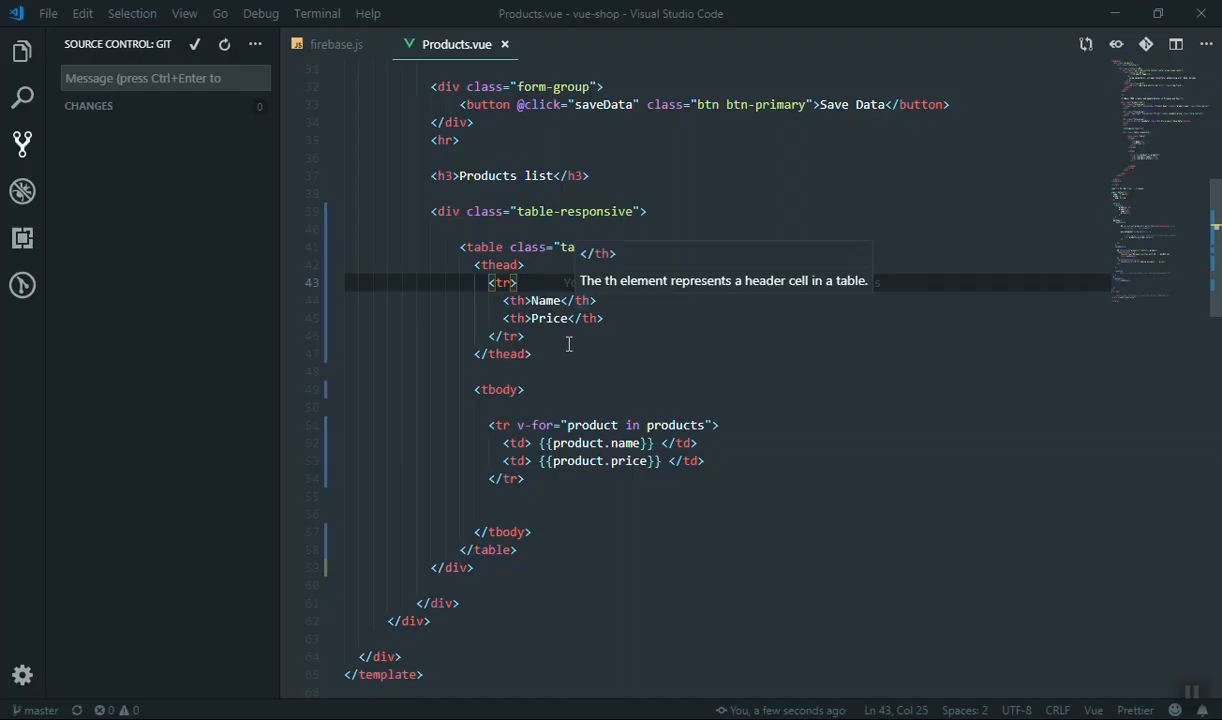 File Edit Selection View Go Debug Terminal Help
Products.vue - vue-shop - Visual Studio Code
SOURCE CONTROL: GIT
Message (press Ctrl+Enter to
CHANGES 0
JS firebase.js
Products.vue ×
31
32 <div class="form-group">
33 <button @click="saveData" class="btn btn-primary">Save Data</button>
34 </div>
35 <hr>
36
37 <h3>Products list</h3>
38
39 <div class="table-responsive">
40
41 <table class="ta
</th>
The th element represents a header cell in a table.
42 <thead>
43 <tr>
44 <th>Name</th>
45 <th>Price</th>
46 </tr>
47 </thead>
48
49 <tbody>
50
51 <tr v-for="product in products">
52 <td> {{product.name}} </td>
53 <td> {{product.price}} </td>
54 </tr>
55
56
57 </tbody>
58 </table>
59 </div>
60
61 </div>
62 </div>
63
64 </div>
65 </template>
66
master 0 0 You, a few seconds ago Ln 43, Col 25 Spaces: 2 UTF-8 CRLF Vue Prettier